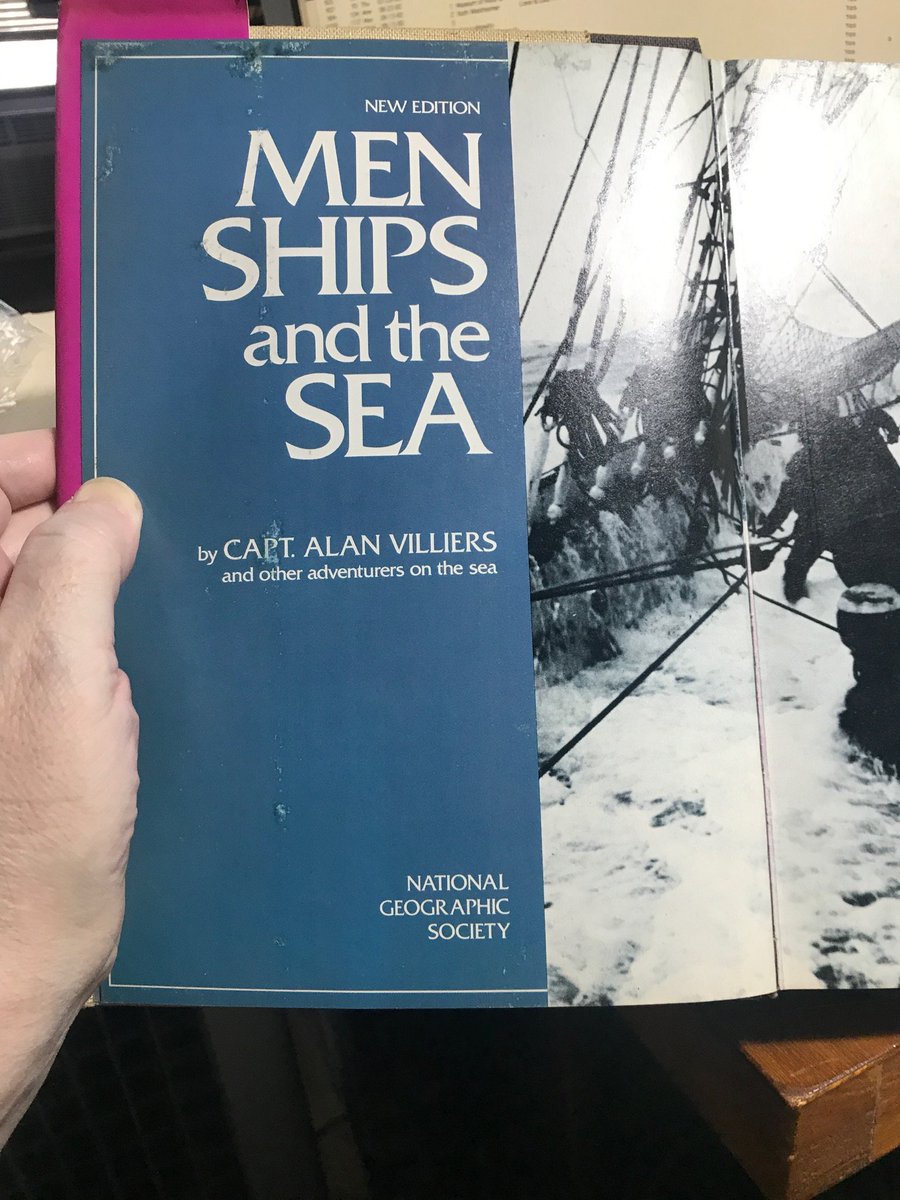 NEW EDITION
MEN
SHIPS
and the
SEA
by CAPT. ALAN VILLIERS
and other adventurers on the sea
NATIONAL
GEOGRAPHIC
SOCIETY